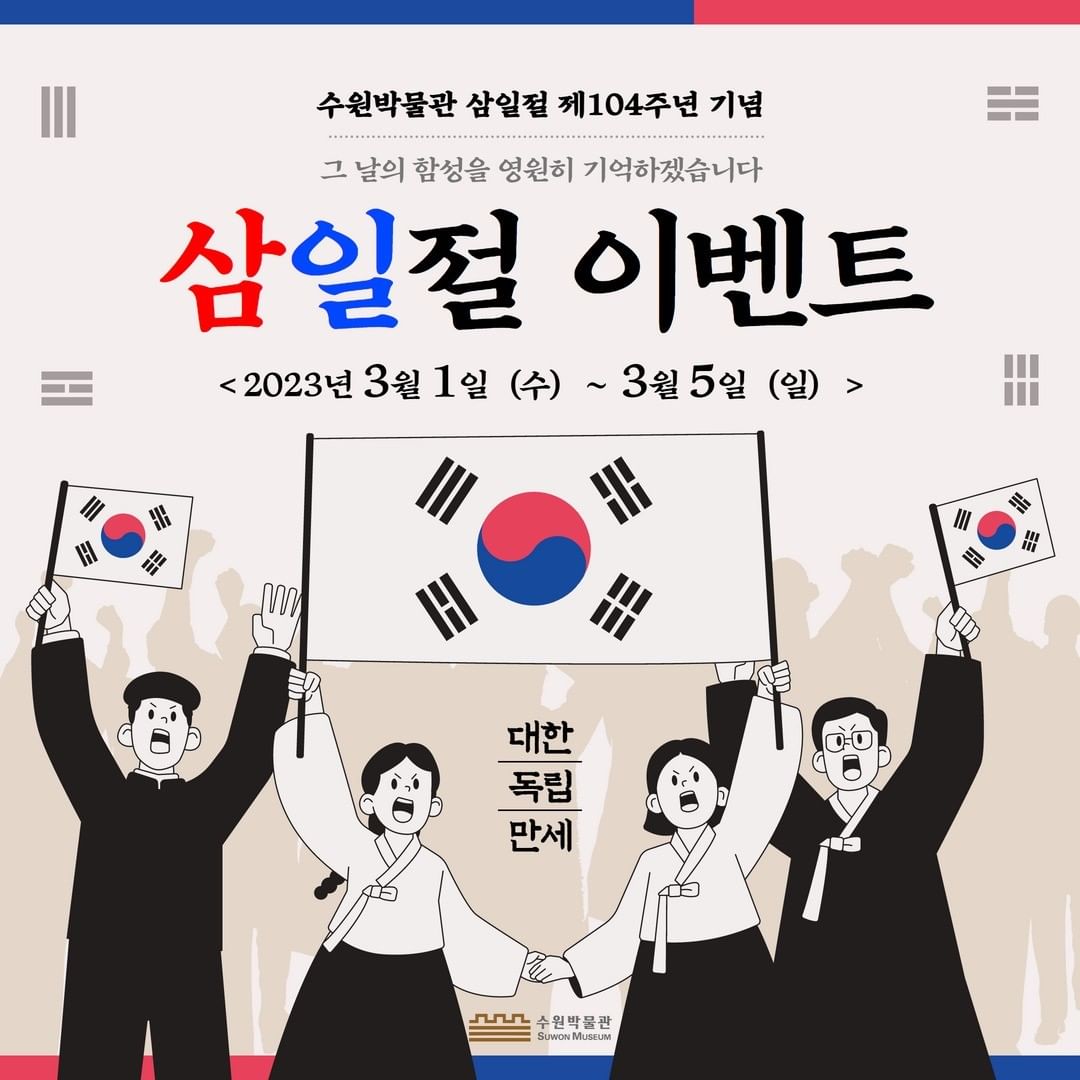 수원박물관 삼일절 제104주년 기념
그 날의 함성을 영원히 기억하겠습니다
삼일절 이벤트
< 2023년 3월 1일 (수) ~ 3월 5일 (일) >
대한
독립
만세
수원박물관
SUWON MUSEUM